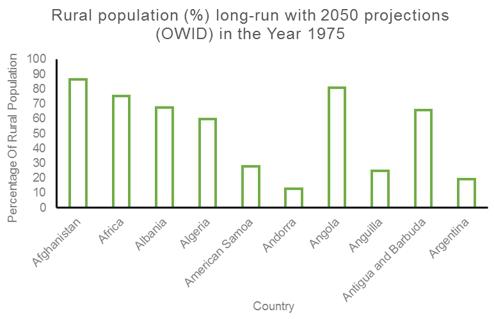 Rural population (%) long-run with 2050 projections
(OWID) in the Year 1975
Percentage Of Rural Population
100
90
80
70
60
50
40
30
20
10
0
Afghanistan
Africa
Albania
Algeria
American Samoa
Andorra
Angola
Anguilla
Antigua and Barbuda
Argentina
Country